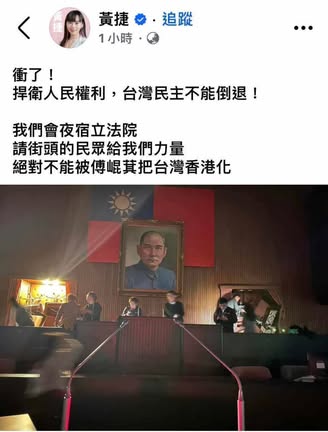 黃捷 · 追蹤
1小時 ·
衝了！
捍衛人民權利，台灣民主不能倒退！
我們會夜宿立法院
請街頭的民眾給我們力量
絕對不能被傅崐萁把台灣香港化